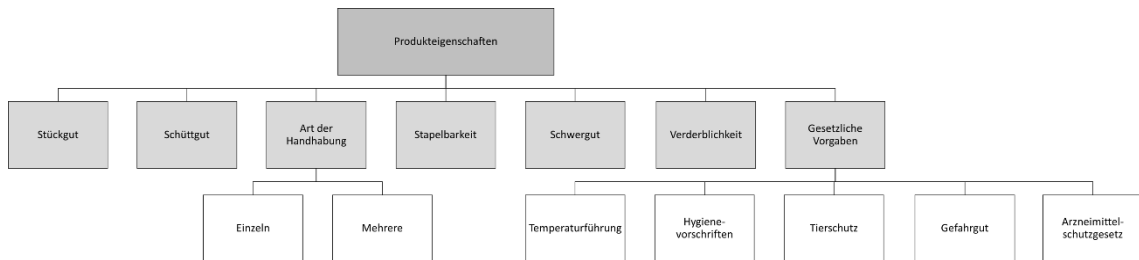 Produkteigenschaften
Stückgut
Schüttgut
Art der
Handhabung
Stapelbarkeit
Schwergut
Verderblichkeit
Gesetzliche
Vorgaben
Einzeln
Mehrere
Temperaturführung
Hygiene-
vorschriften
Tierschutz
Gefahrgut
Arzneimittel-
schutzgesetz